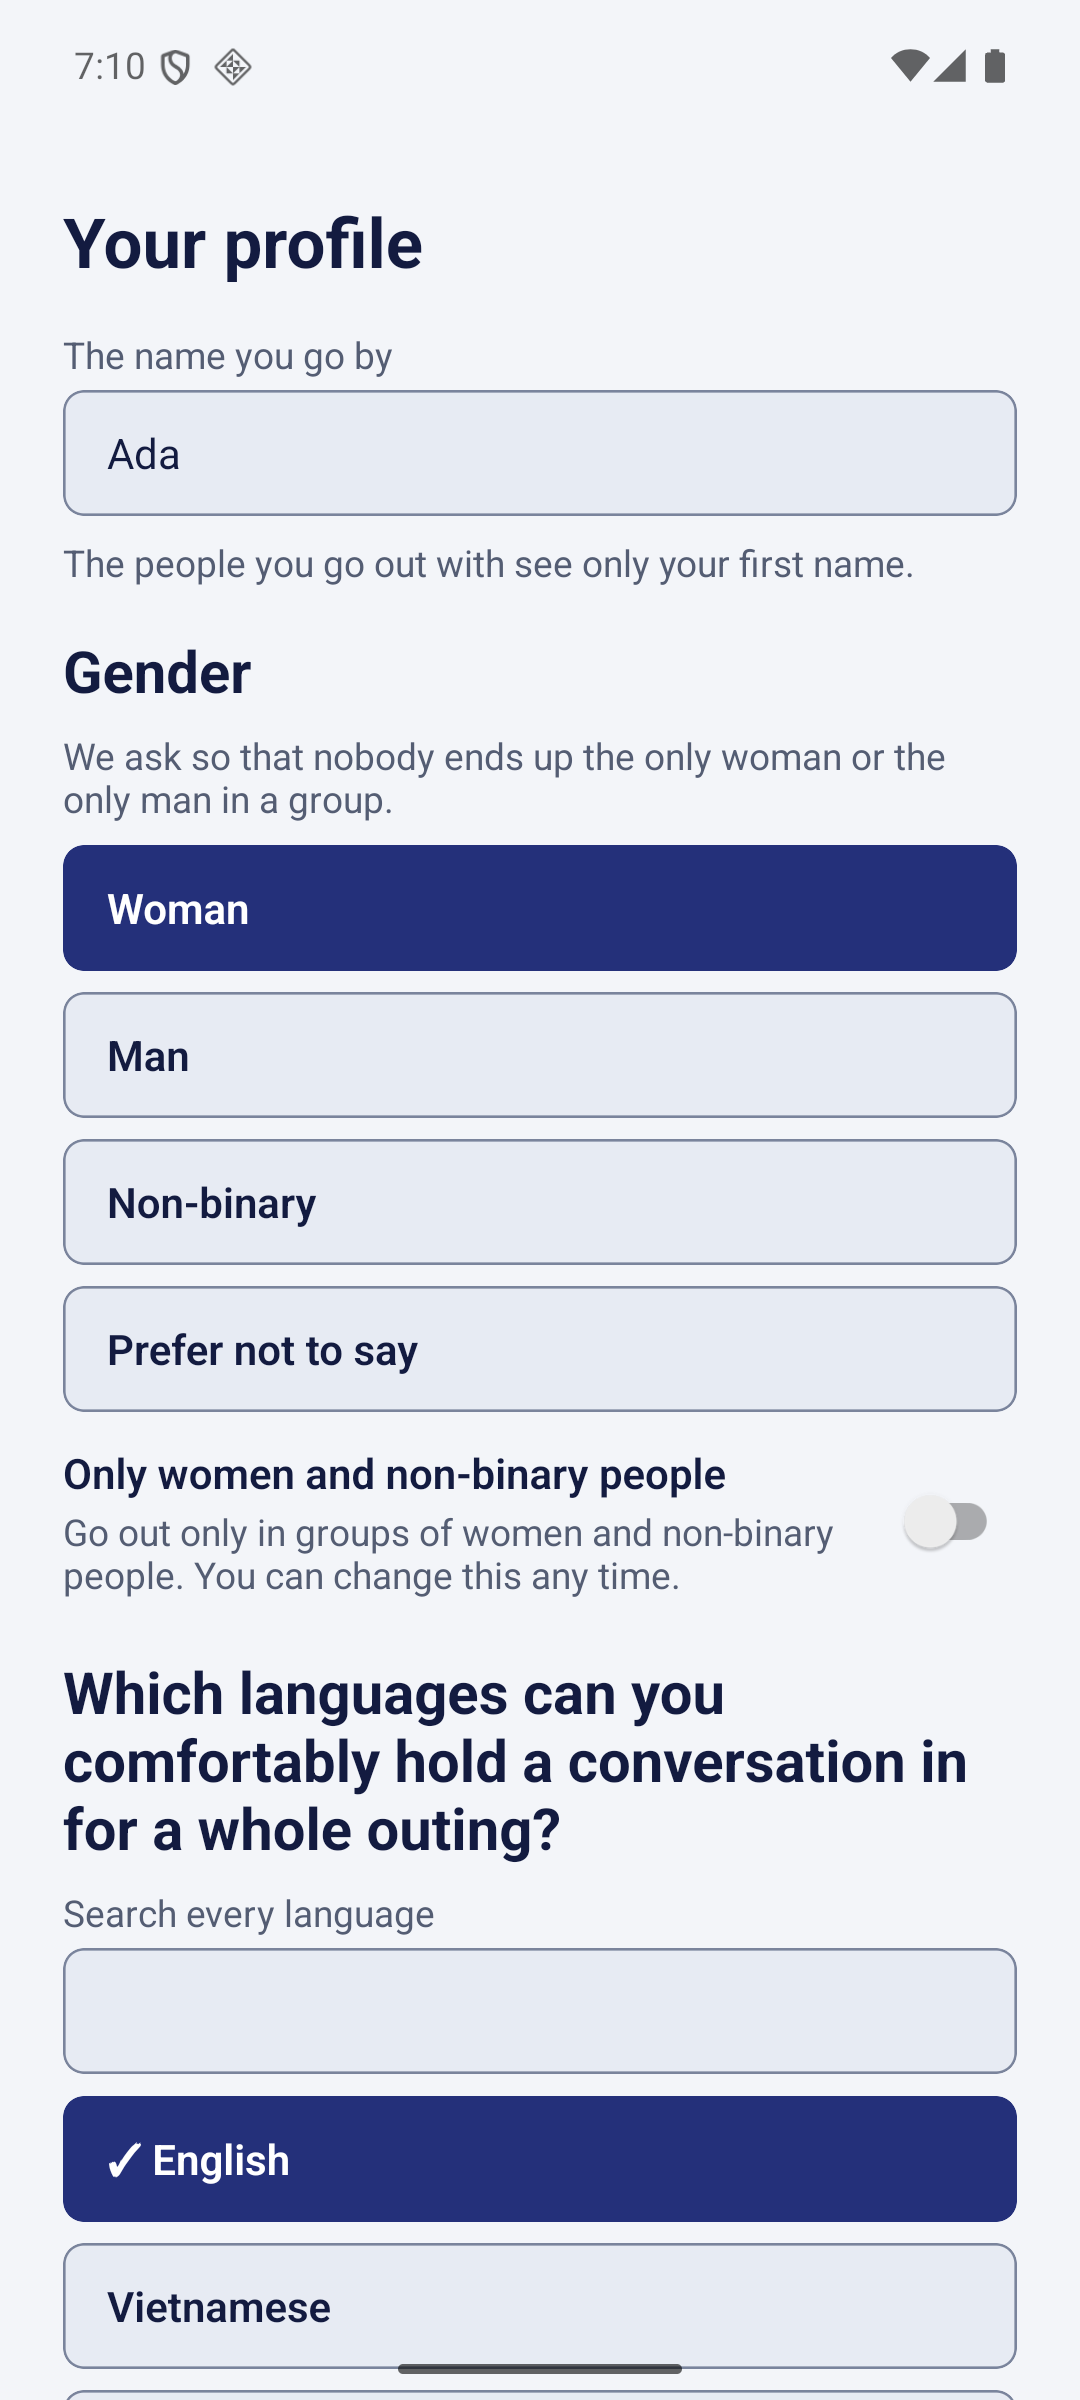 7:10
Your profile
The name you go by
Ada
The people you go out with see only your first name.
Gender
We ask so that nobody ends up the only woman or the
only man in a group.
Woman
Man
Non-binary
Prefer not to say
Only women and non-binary people
Go out only in groups of women and non-binary
people. You can change this any time.
Which languages can you
comfortably hold a conversation in
for a whole outing?
Search every language
✓ English
Vietnamese